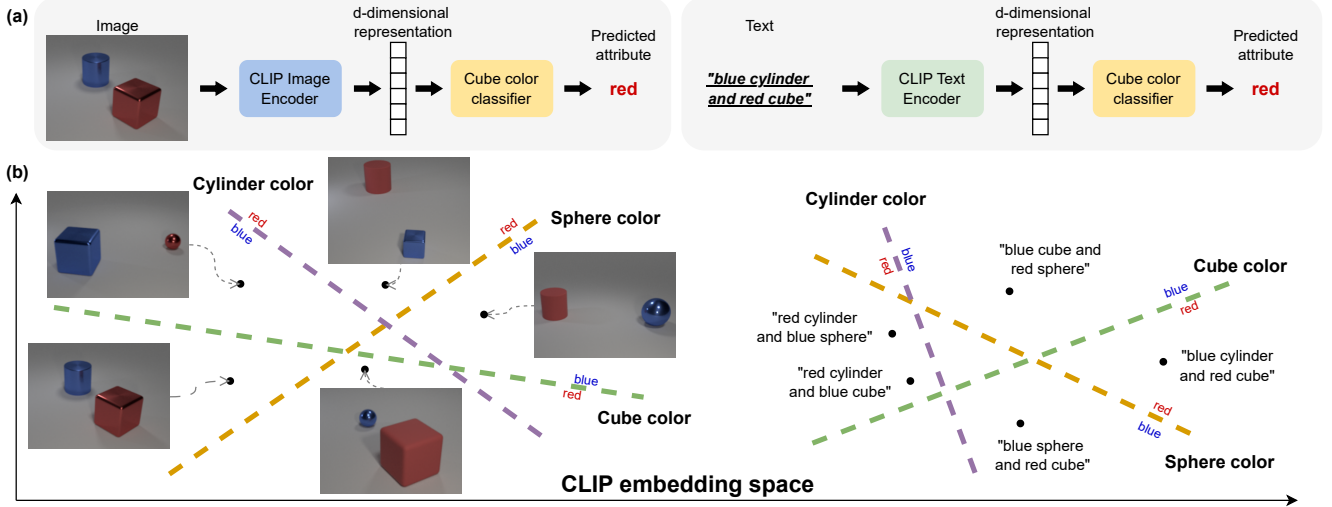 (a)
Image
CLIP Image
Encoder
d-dimensional
representation
Cube color
classifier
Predicted
attribute
red
Text
"blue cylinder
and red cube"
CLIP Text
Encoder
d-dimensional
representation
Cube color
classifier
Predicted
attribute
red
(b)
Cylinder color
red
blue
Sphere color
red
blue
blue
red
Cube color
Cylinder color
blue
red
"blue cube and
red sphere"
Cube color
blue
red
"red cylinder
and blue sphere"
"red cylinder
and blue cube"
"blue cylinder
and red cube"
red
blue
"blue sphere
and red cube"
Sphere color
CLIP embedding space